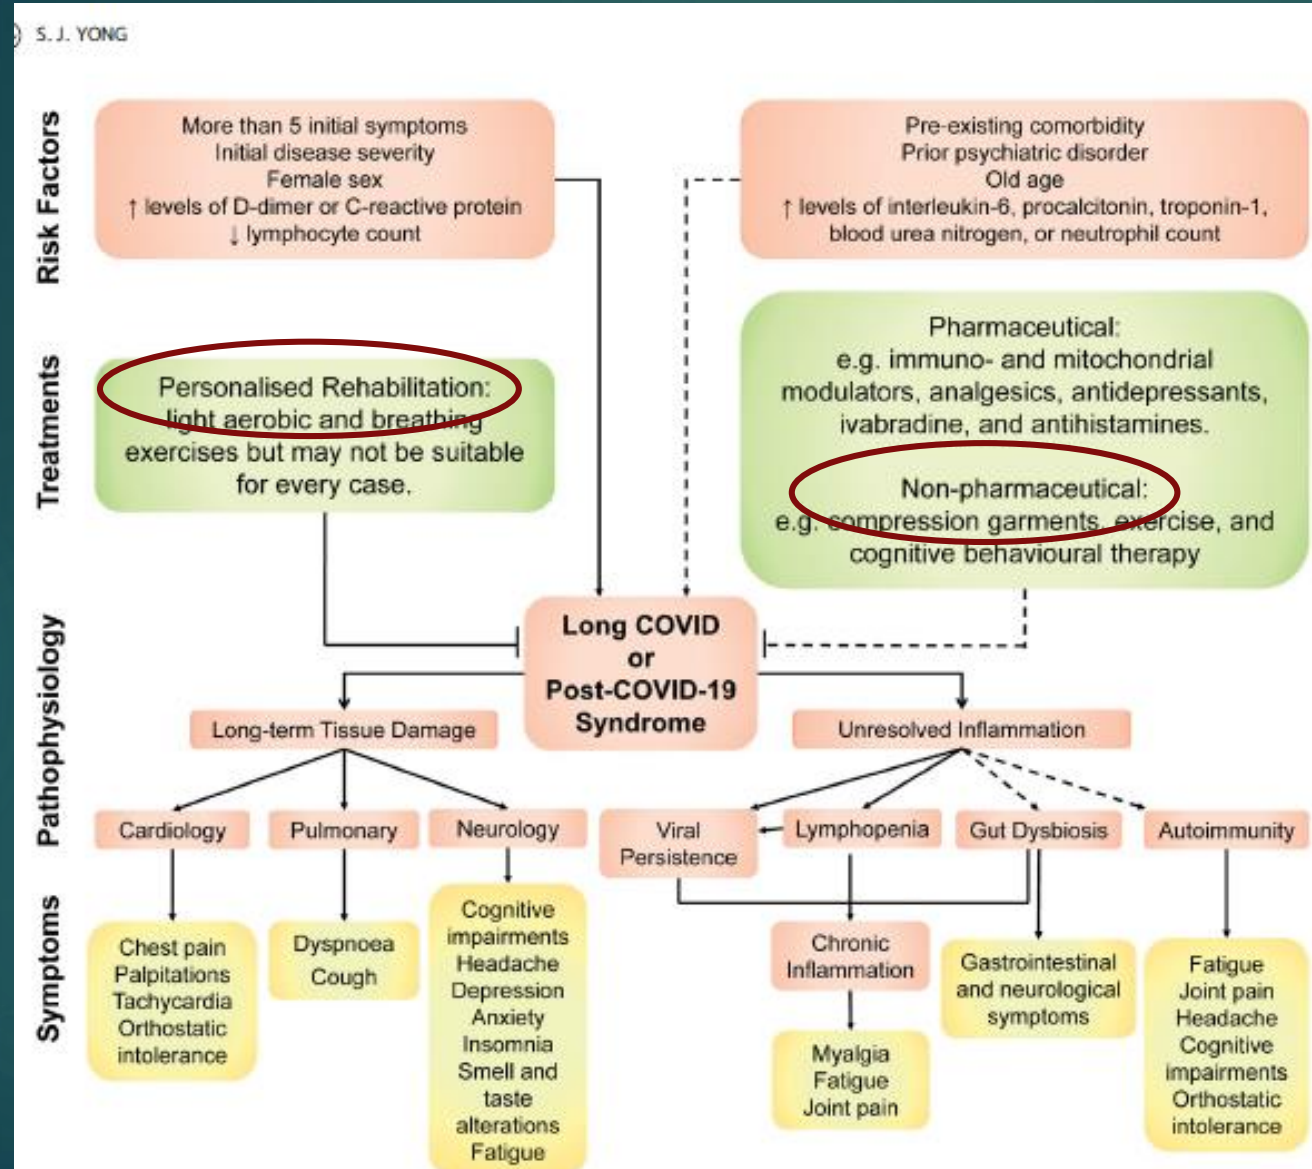 S. J. YONG
Risk Factors
More than 5 initial symptoms
Initial disease severity
Female sex
↑ levels of D-dimer or C-reactive protein
↓ lymphocyte count
Pre-existing comorbidity
Prior psychiatric disorder
Old age
↑ levels of interleukin-6, procalcitonin, troponin-1,
blood urea nitrogen, or neutrophil count
Treatments
Personalised Rehabilitation:
light aerobic and breathing
exercises but may not be suitable
for every case.
Pharmaceutical:
e.g. immuno- and mitochondrial
modulators, analgesics, antidepressants,
ivabradine, and antihistamines.
Non-pharmaceutical:
e.g. compression garments, exercise, and
cognitive behavioural therapy
Pathophysiology
Long COVID
or
Post-COVID-19
Syndrome
Long-term Tissue Damage
Unresolved Inflammation
Cardiology
Pulmonary
Neurology
Viral
Persistence
Lymphopenia
Gut Dysbiosis
Autoimmunity
Symptoms
Chest pain
Palpitations
Tachycardia
Orthostatic
intolerance
Dyspnoea
Cough
Cognitive
impairments
Headache
Depression
Anxiety
Insomnia
Smell and
taste
alterations
Fatigue
Chronic
Inflammation
Myalgia
Fatigue
Joint pain
Gastrointestinal
and neurological
symptoms
Fatigue
Joint pain
Headache
Cognitive
impairments
Orthostatic
intolerance